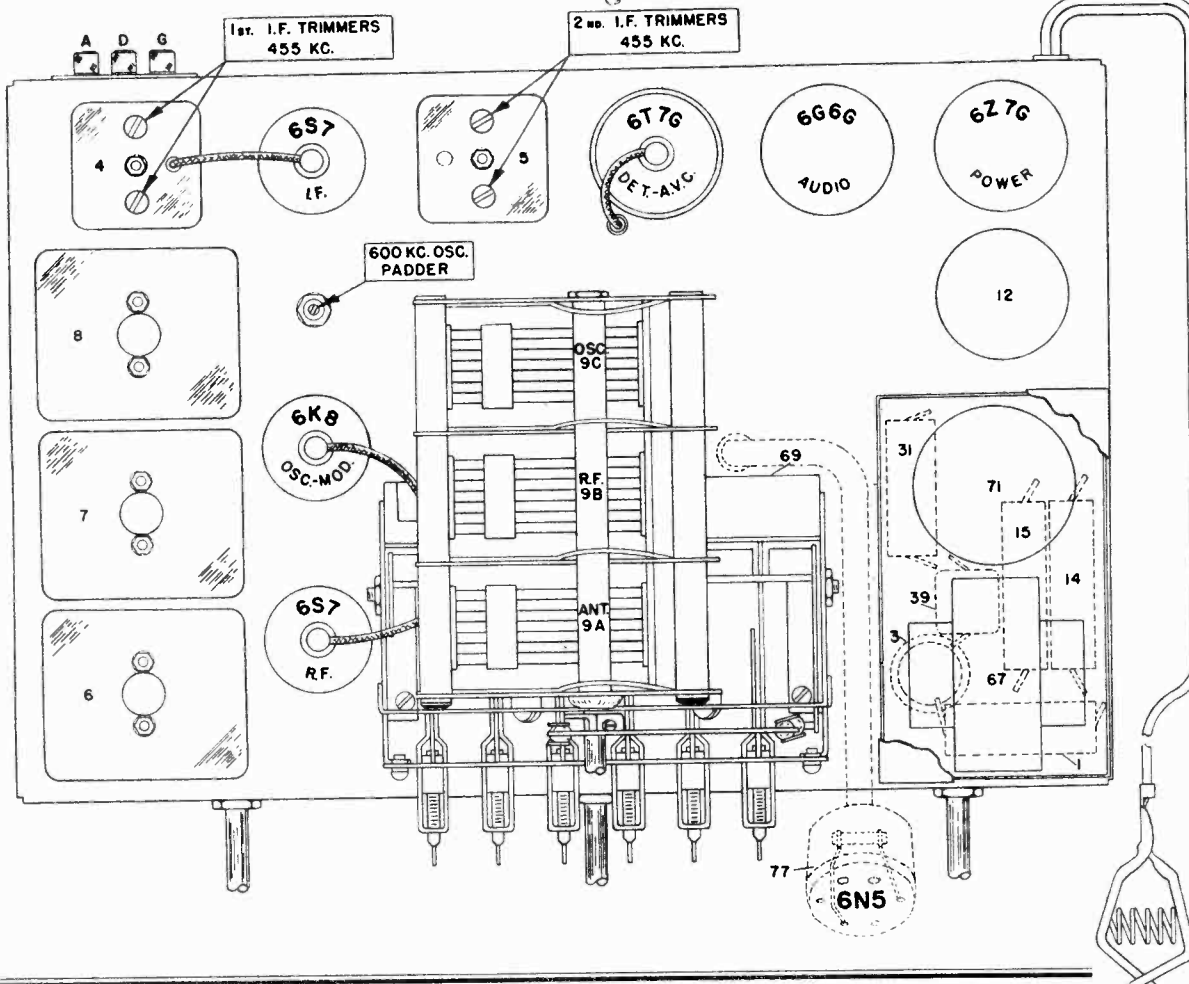 1ST. I.F. TRIMMERS
455 KC.
2ND. I.F. TRIMMERS
455 KC.
A D G
4
6S7
I.F.
5
6T7G
DET.-A.V.C.
6G6G
AUDIO
6Z7G
POWER
600 KC. OSC.
PADDER
12
8
OSC.
9C
6K8
OSC.-MOD.
31
69
71
7
R.F.
9B
15
14
39
6S7
R.F.
ANT.
9A
3
67
6
1
77
6N5